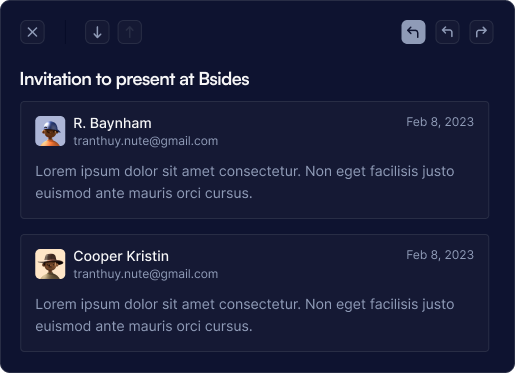 Invitation to present at Bsides
R. Baynham
Feb 8, 2023
tranthuy.nute@gmail.com
Lorem ipsum dolor sit amet consectetur. Non eget facilisis justo
euismod ante mauris orci cursus.
Cooper Kristin
Feb 8, 2023
tranthuy.nute@gmail.com
Lorem ipsum dolor sit amet consectetur. Non eget facilisis justo
euismod ante mauris orci cursus.